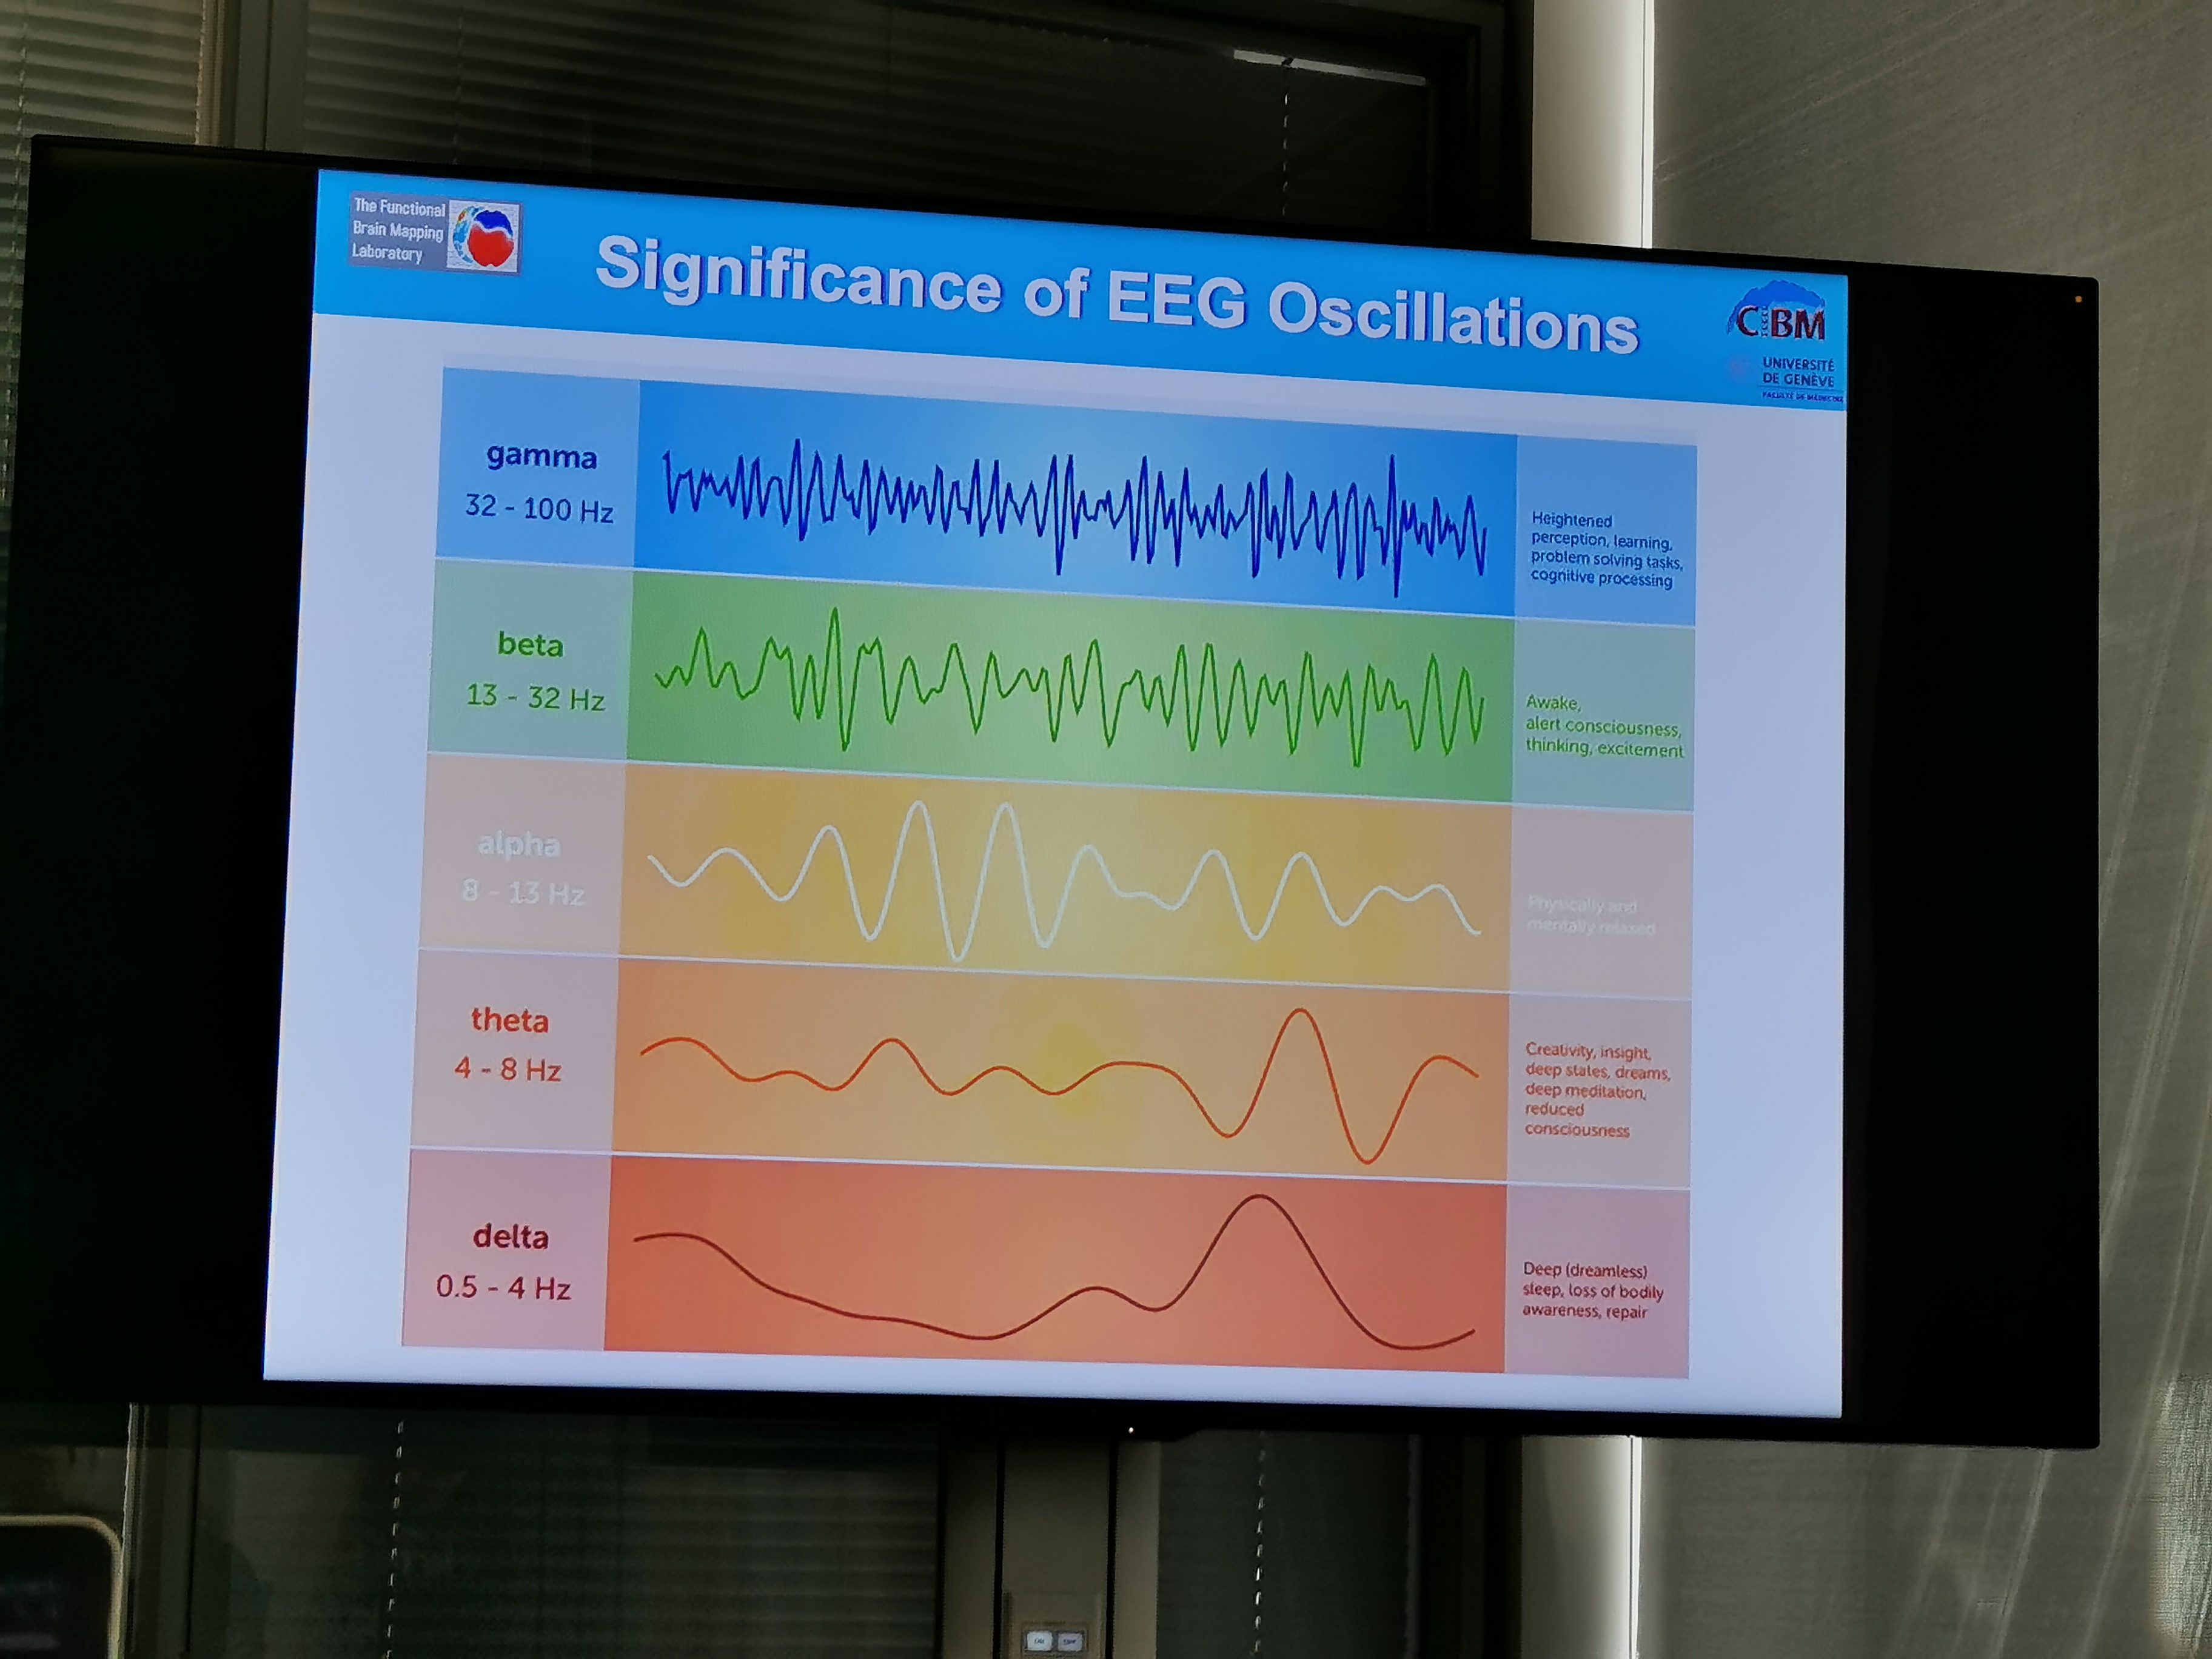 The Functional
Brain Mapping
Laboratory
Significance of EEG Oscillations
CIBM
UNIVERSITÉ
DE GENÈVE
FACULTÉ DE MÉDECINE
gamma
32 - 100 Hz
Heightened
perception, learning,
problem solving tasks,
cognitive processing
beta
13 - 32 Hz
Awake,
alert consciousness,
thinking, excitement
alpha
8 - 13 Hz
Physically and
mentally relaxed
theta
4 - 8 Hz
Creativity, insight,
deep states, dreams,
deep meditation,
reduced
consciousness
delta
0.5 - 4 Hz
Deep (dreamless)
sleep, loss of bodily
awareness, repair